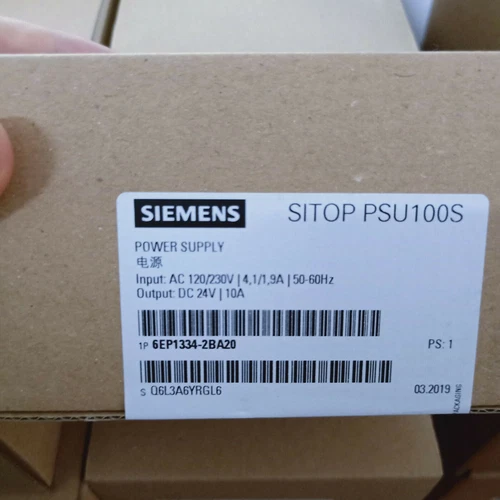 SIEMENS SITOP PSU100S
POWER SUPPLY
电源
Input: AC 120/230V | 4,1/1,9A | 50-60Hz
Output: DC 24V | 10A
1P 6EP1334-2BA20 PS: 1
S Q6L3A6YRGL6 03.2019
PACKAGING